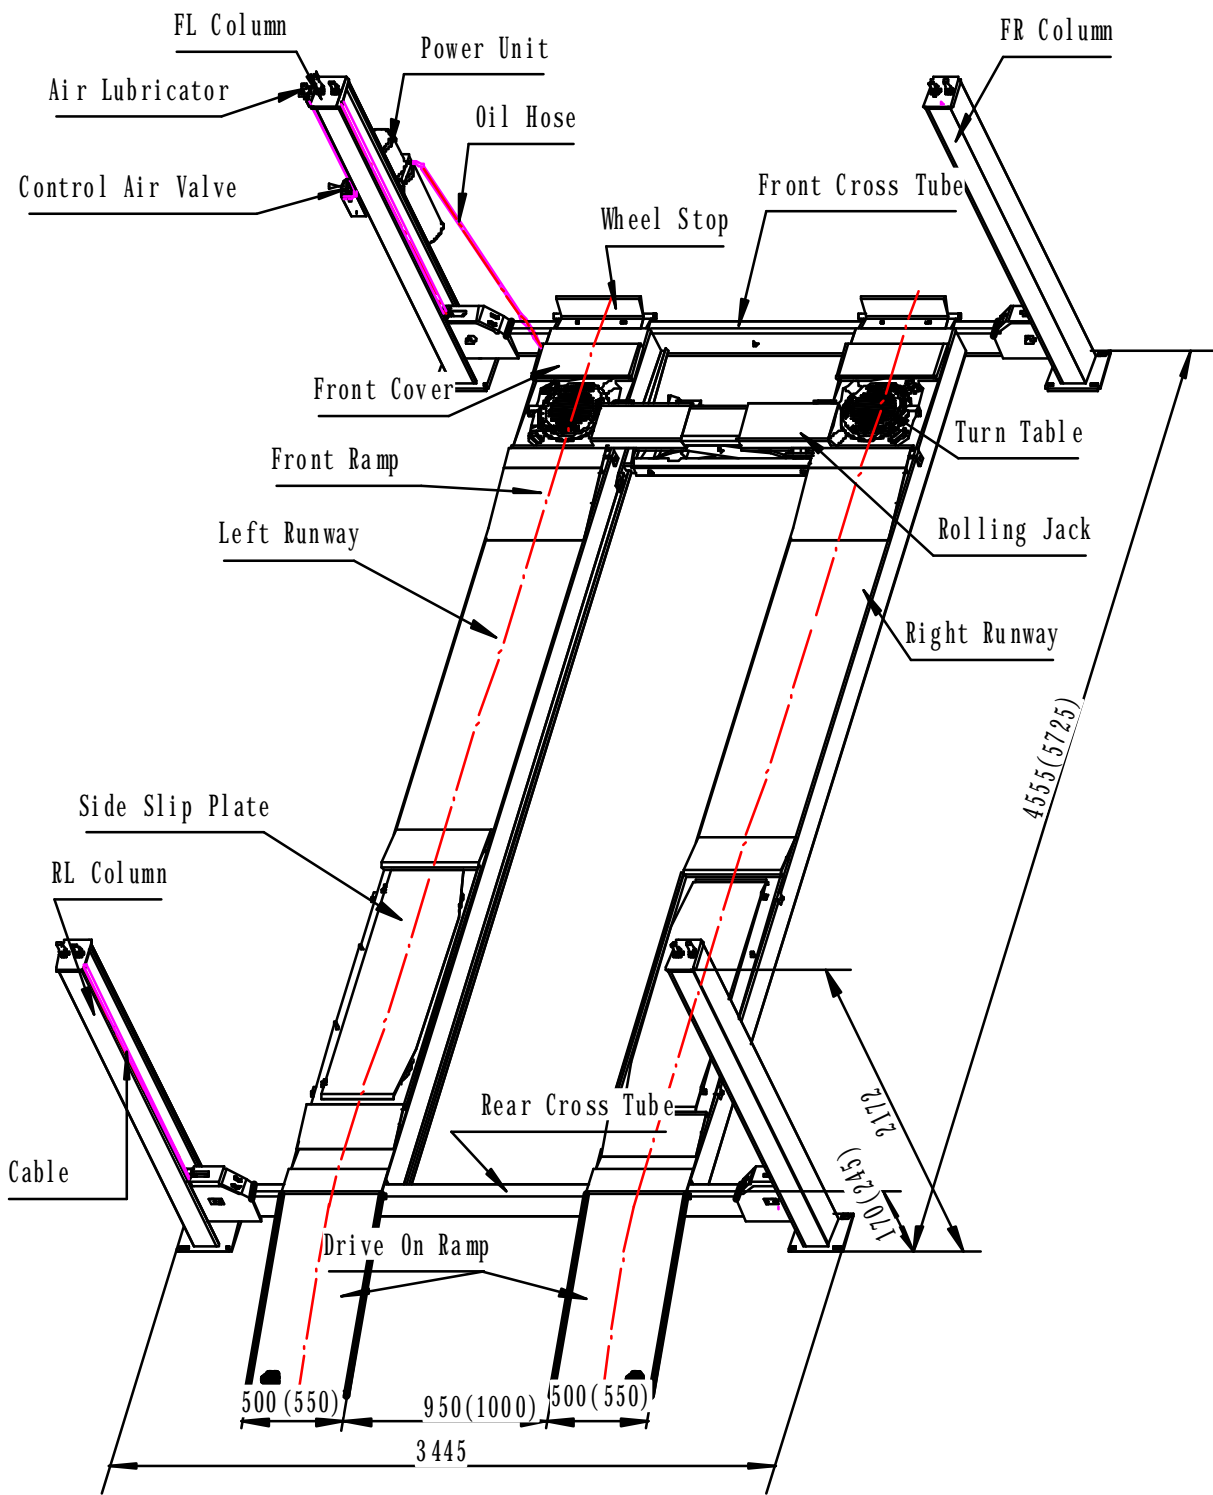 FL Column
FR Column
Power Unit
Air Lubricator
Oil Hose
Control Air Valve
Front Cross Tube
Wheel Stop
Front Cover
Turn Table
Front Ramp
Left Runway
Rolling Jack
Right Runway
4555(5725)
Side Slip Plate
RL Column
2172
Rear Cross Tube
170(245)
Cable
Drive On Ramp
500(550)
950(1000)
500(550)
3445